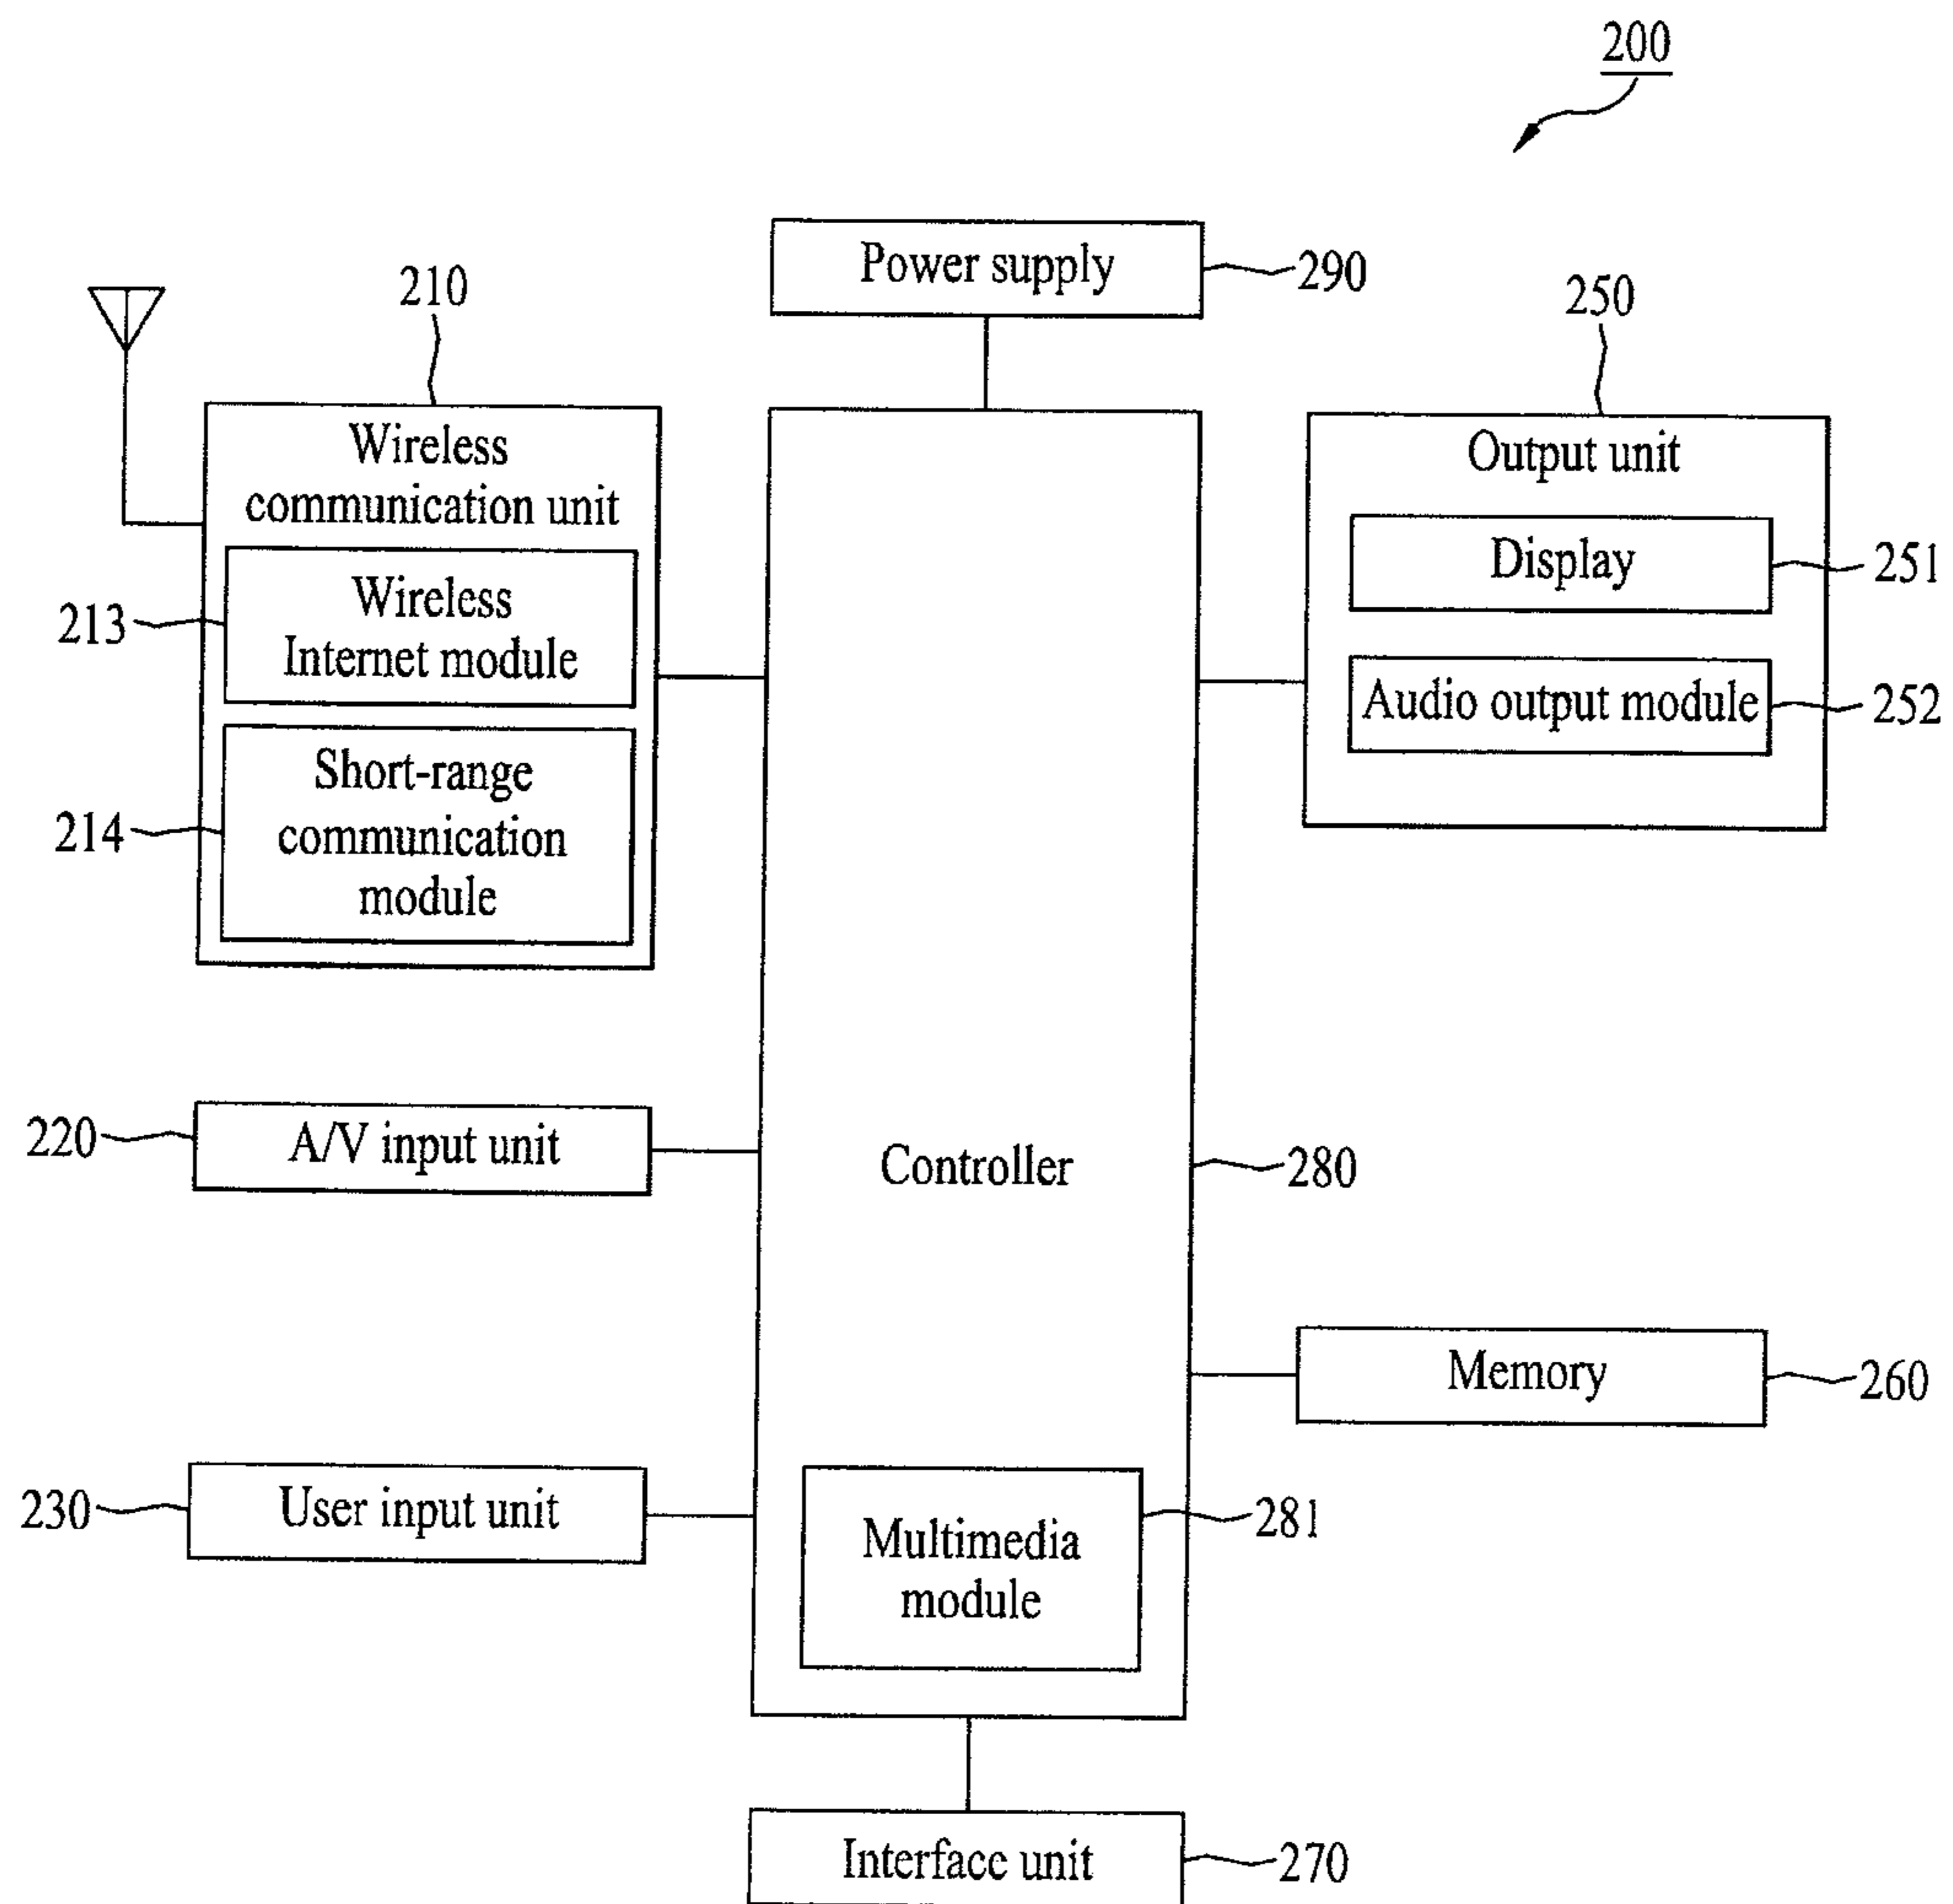 200
Power supply
290
210
250
Wireless
communication unit
Output unit
Display
251
213
Wireless
Internet module
Audio output module
252
214
Short-range
communication
module
220
A/V input unit
Controller
280
Memory
260
230
User input unit
Multimedia
module
281
Interface unit
270